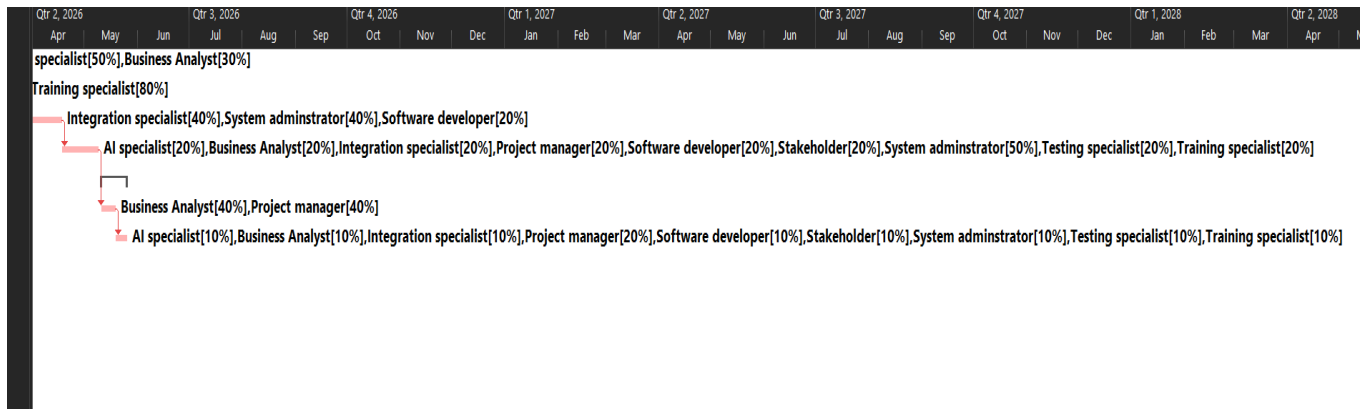 Qtr 2, 2026 Qtr 3, 2026 Qtr 4, 2026 Qtr 1, 2027 Qtr 2, 2027 Qtr 3, 2027 Qtr 4, 2027 Qtr 1, 2028 Qtr 2, 2028
Apr May Jun Jul Aug Sep Oct Nov Dec Jan Feb Mar Apr May Jun Jul Aug Sep Oct Nov Dec Jan Feb Mar Apr
specialist[50%],Business Analyst[30%]
Training specialist[80%]
Integration specialist[40%],System adminstrator[40%],Software developer[20%]
AI specialist[20%],Business Analyst[20%],Integration specialist[20%],Project manager[20%],Software developer[20%],Stakeholder[20%],System adminstrator[50%],Testing specialist[20%],Training specialist[20%]
Business Analyst[40%],Project manager[40%]
AI specialist[10%],Business Analyst[10%],Integration specialist[10%],Project manager[20%],Software developer[10%],Stakeholder[10%],System adminstrator[10%],Testing specialist[10%],Training specialist[10%]